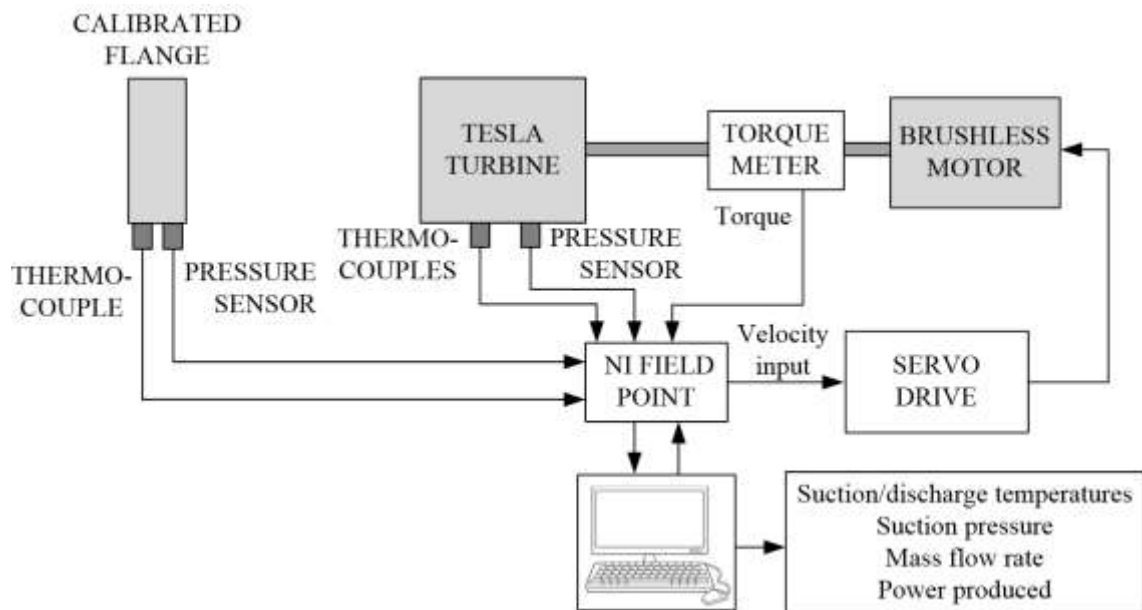 CALIBRATED
FLANGE
TESLA
TURBINE
TORQUE
METER
BRUSHLESS
MOTOR
Torque
THERMO-
COUPLE
PRESSURE
SENSOR
THERMO-
COUPLES
PRESSURE
SENSOR
NI FIELD
POINT
Velocity
input
SERVO
DRIVE
Suction/discharge temperatures
Suction pressure
Mass flow rate
Power produced